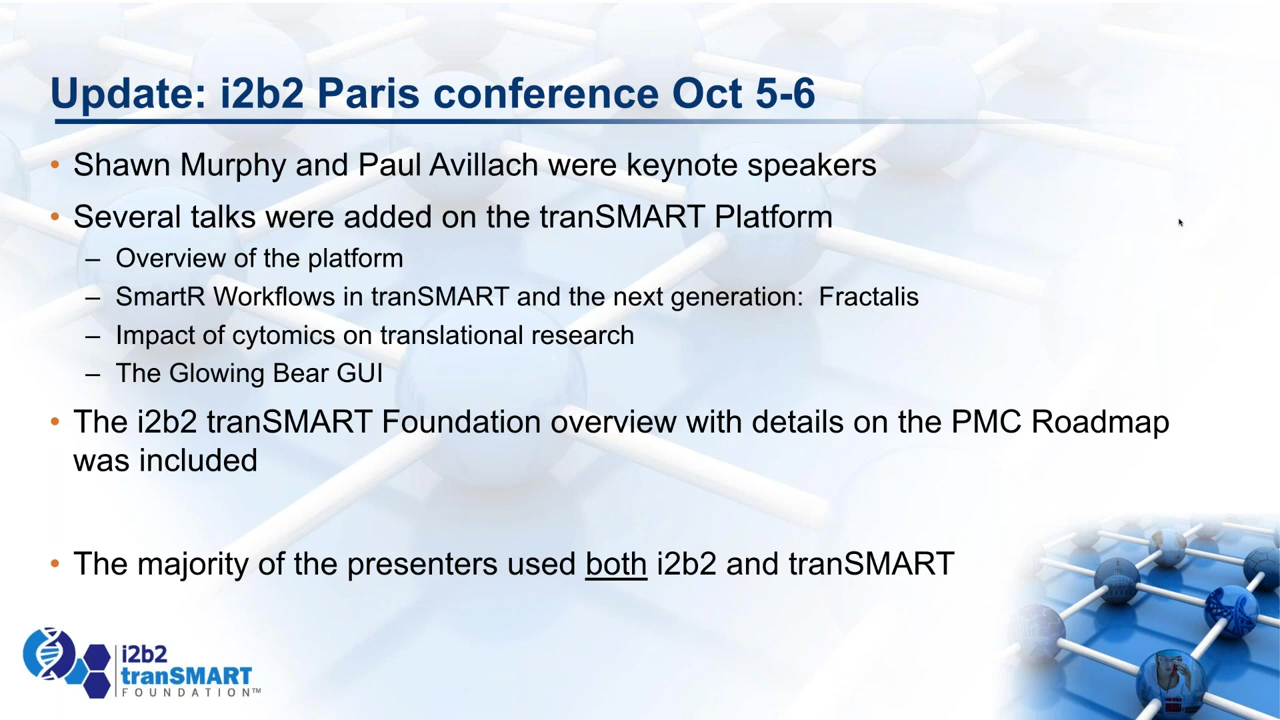 Update: i2b2 Paris conference Oct 5-6
• Shawn Murphy and Paul Avillach were keynote speakers
• Several talks were added on the tranSMART Platform
– Overview of the platform
– SmartR Workflows in tranSMART and the next generation: Fractalis
– Impact of cytomics on translational research
– The Glowing Bear GUI
• The i2b2 tranSMART Foundation overview with details on the PMC Roadmap
was included
• The majority of the presenters used both i2b2 and tranSMART
i2b2
tranSMART
FOUNDATION™